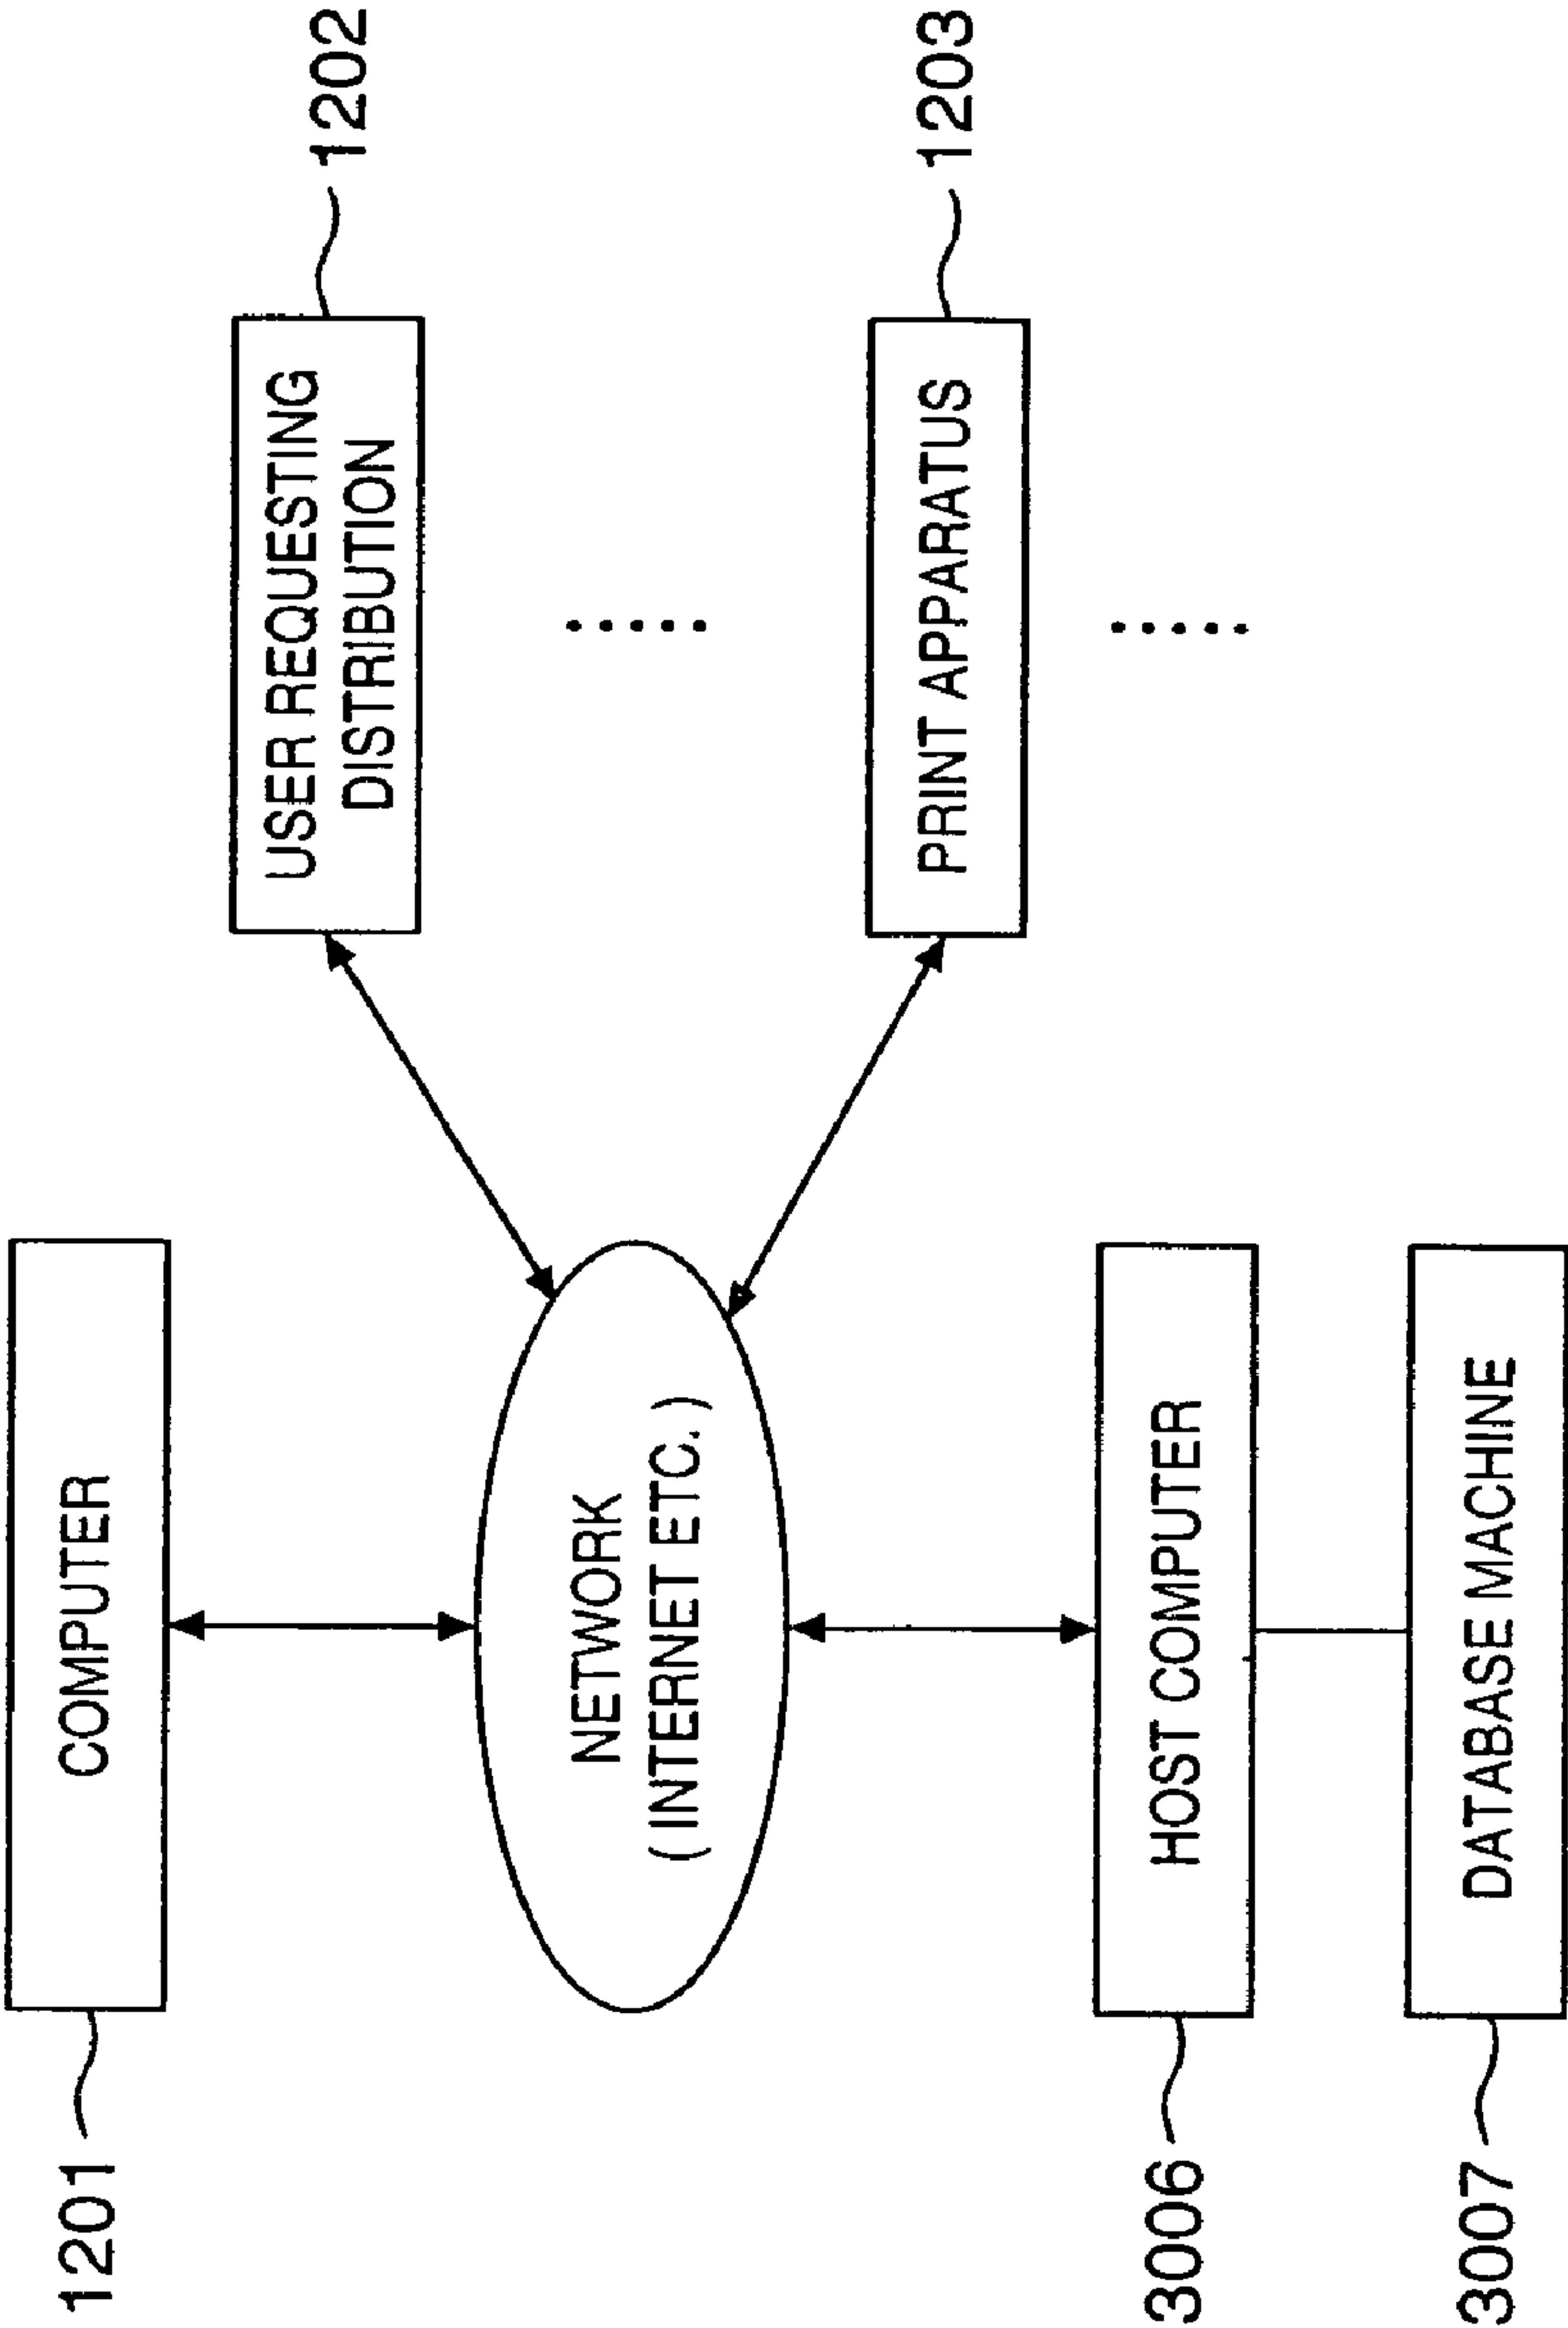 1201
COMPUTER
NETWORK
( INTERNET ETC. )
3006
HOST COMPUTER
3007
DATABASE MACHINE
USER REQUESTING
DISTRIBUTION
1202
PRINT APPARATUS
1203